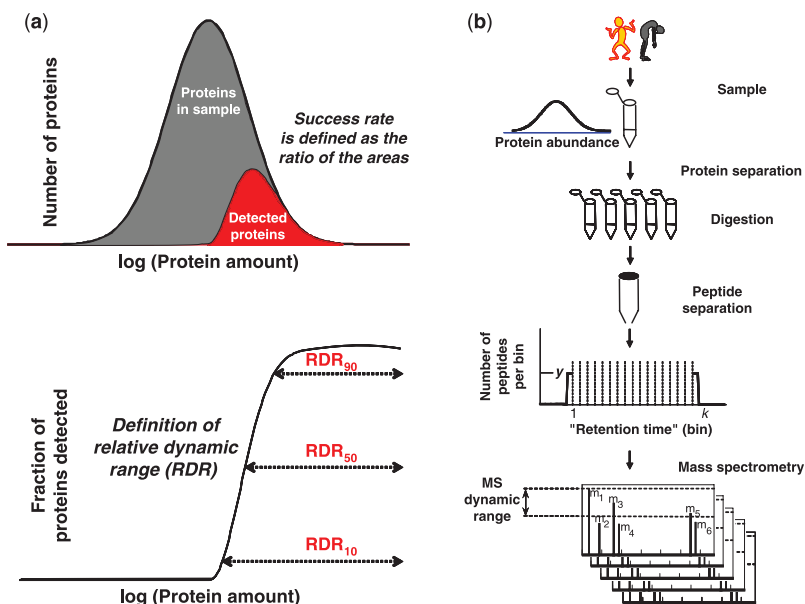 (a)
Number of proteins
Proteins
in sample
Success rate
is defined as the
ratio of the areas
Detected
proteins
log (Protein amount)
Fraction of
proteins detected
Definition of
relative dynamic
range (RDR)
RDR90
RDR50
RDR10
log (Protein amount)
(b)
Sample
Protein abundance
Protein separation
Digestion
Peptide
separation
Number of
peptides
per bin
y
1
k
"Retention time" (bin)
Mass spectrometry
MS
dynamic
range
m1
m3
m2
m4
m5
m6